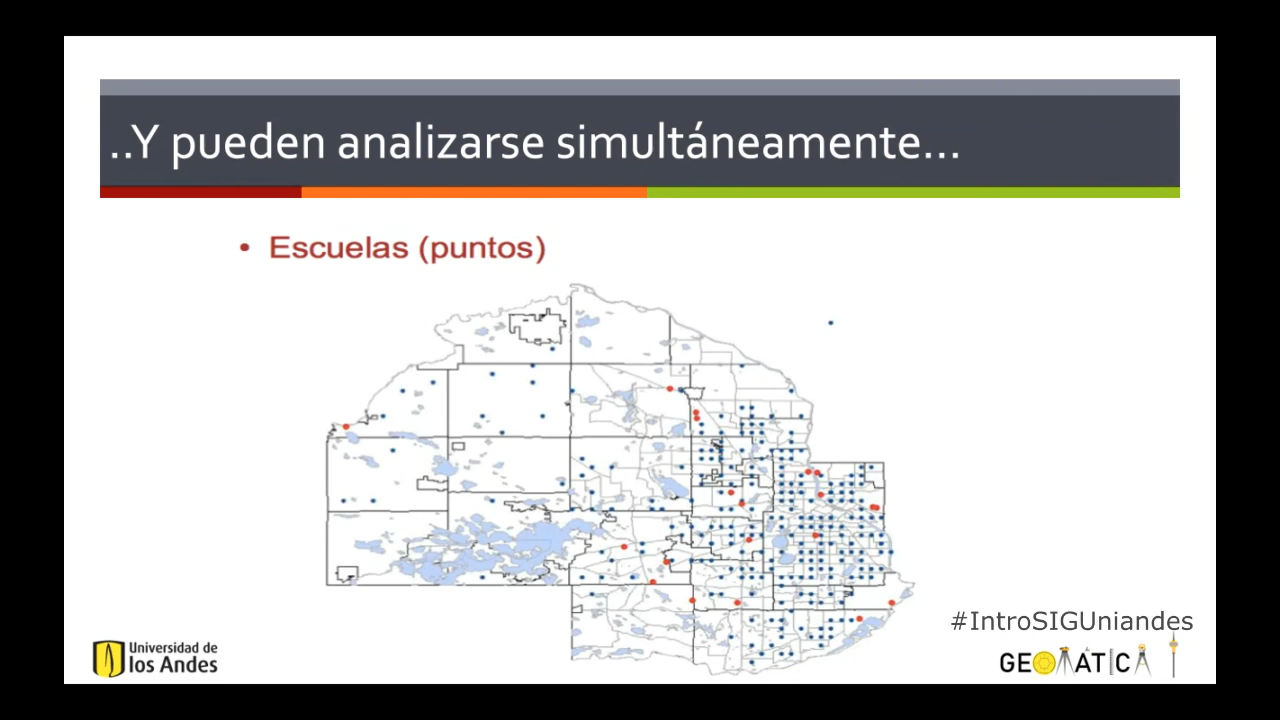 ..Y pueden analizarse simultáneamente...
• Escuelas (puntos)
#IntroSIGUniandes
Universidad de
los Andes
GEOMATICA